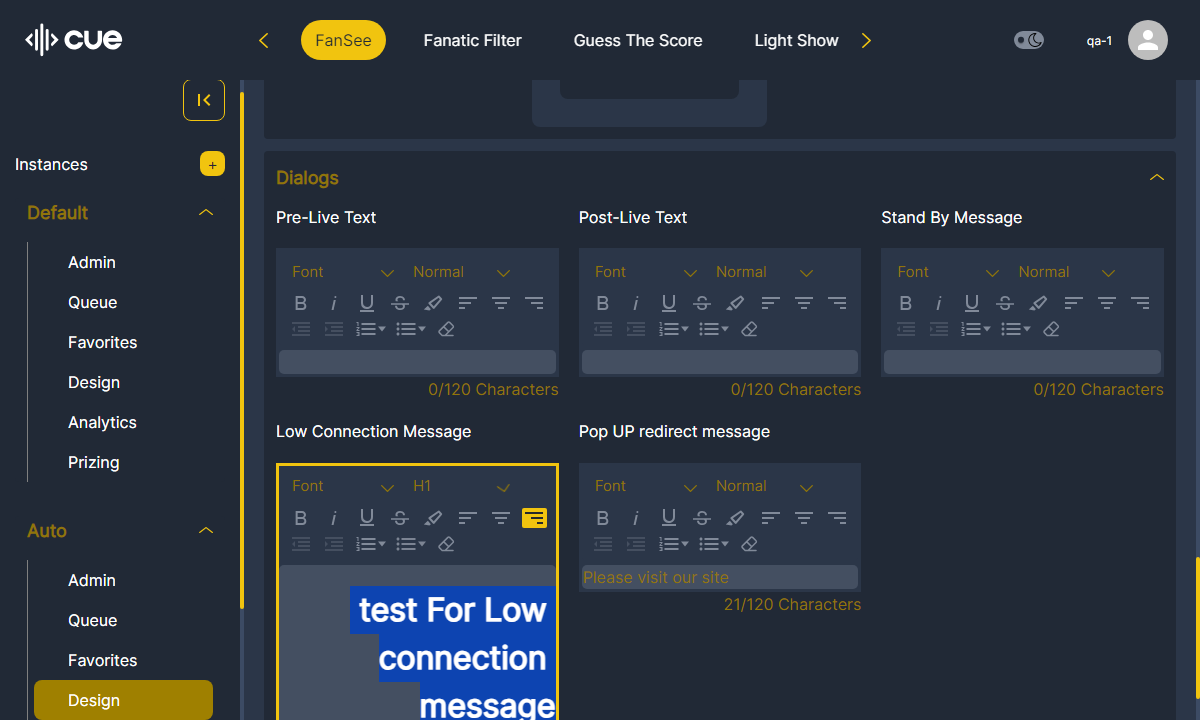 cue
FanSee
Fanatic Filter
Guess The Score
Light Show
qa-1
Instances
+
Default
Admin
Queue
Favorites
Design
Analytics
Prizing
Auto
Admin
Queue
Favorites
Design
Dialogs
Pre-Live Text
Post-Live Text
Stand By Message
Font Normal
Font Normal
Font Normal
0/120 Characters
0/120 Characters
0/120 Characters
Low Connection Message
Pop UP redirect message
Font H1
Font Normal
test For Low
connection
message
Please visit our site
21/120 Characters